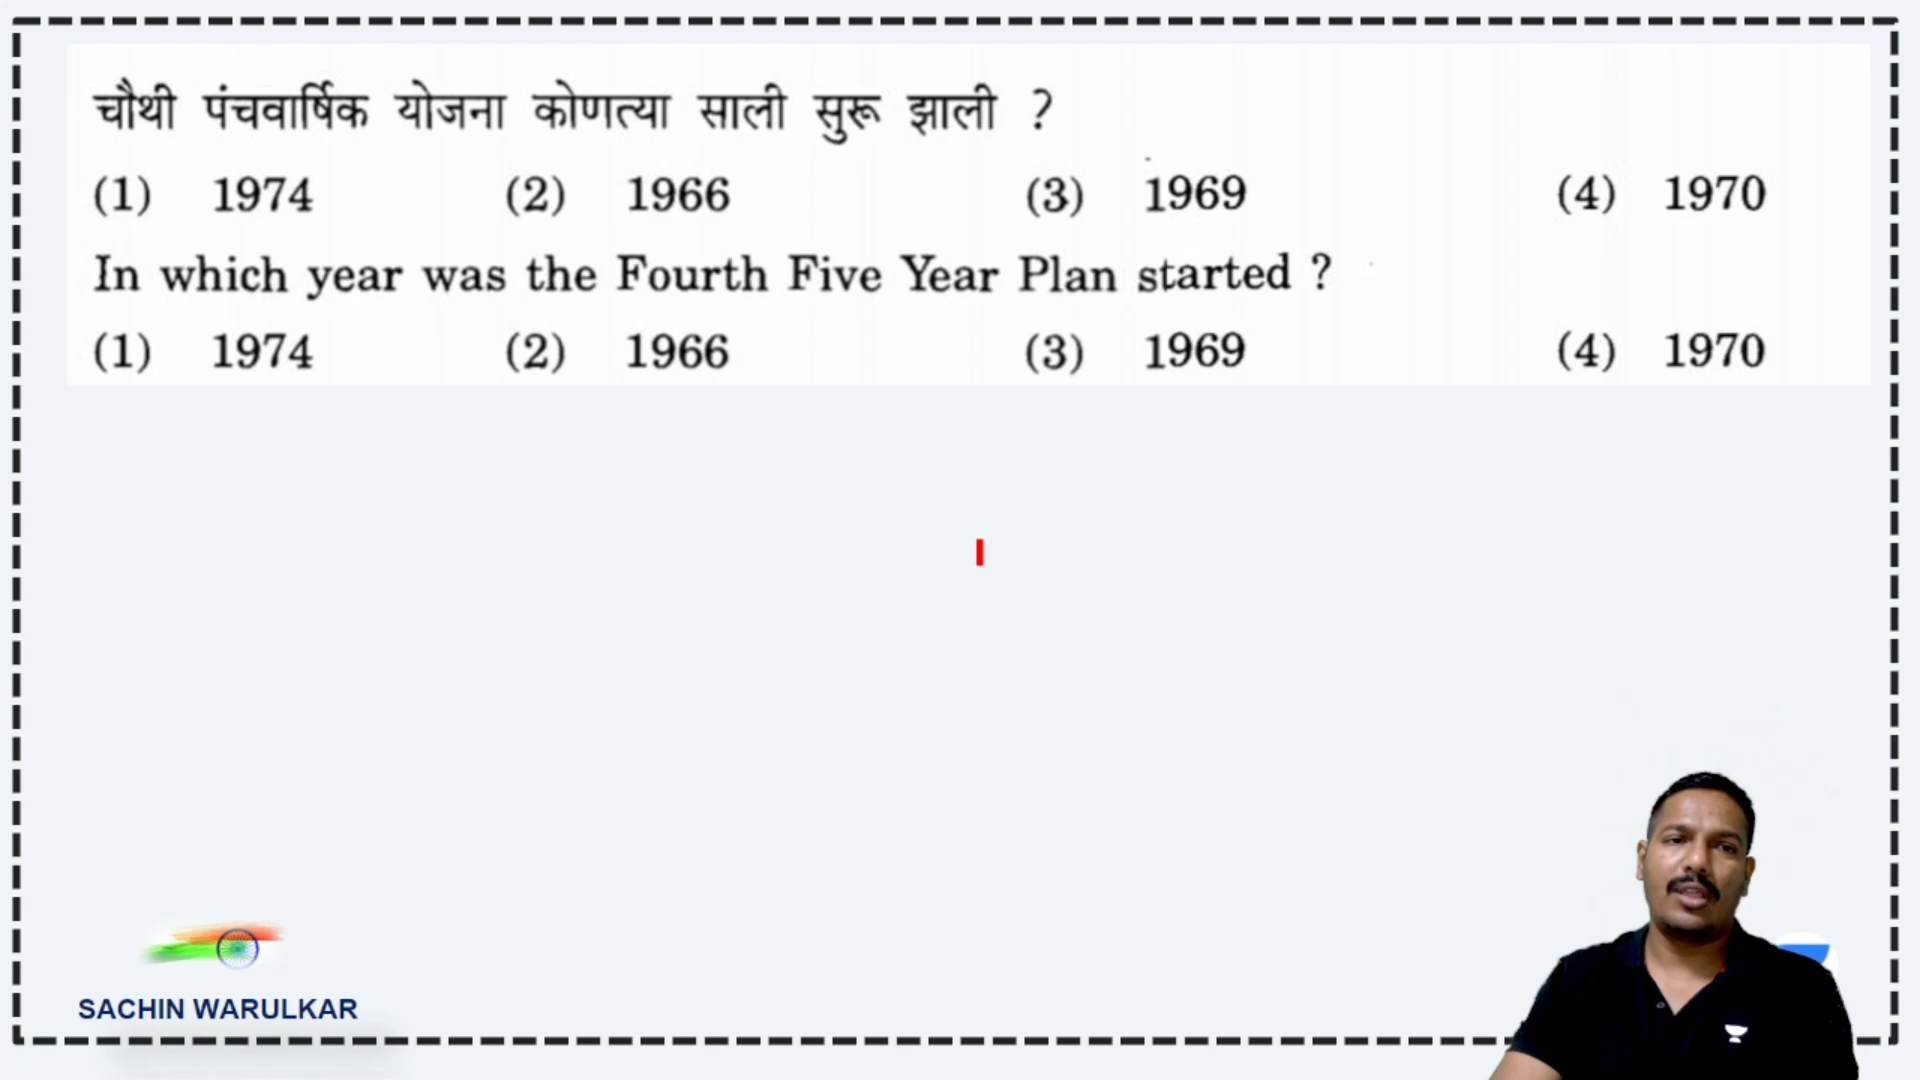 चौथी पंचवार्षिक योजना कोणत्या साली सुरू झाली ?
(1) 1974 (2) 1966 (3) 1969 (4) 1970
In which year was the Fourth Five Year Plan started ?
(1) 1974 (2) 1966 (3) 1969 (4) 1970
SACHIN WARULKAR